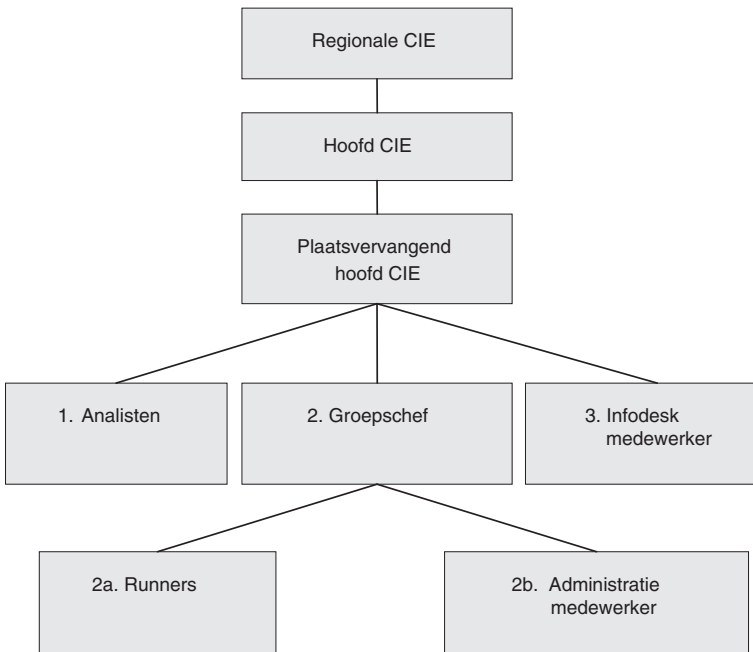 Regionale CIE
Hoofd CIE
Plaatsvervangend
hoofd CIE
1. Analisten
2. Groepschef
3. Infodesk
medewerker
2a. Runners
2b. Administratie
medewerker